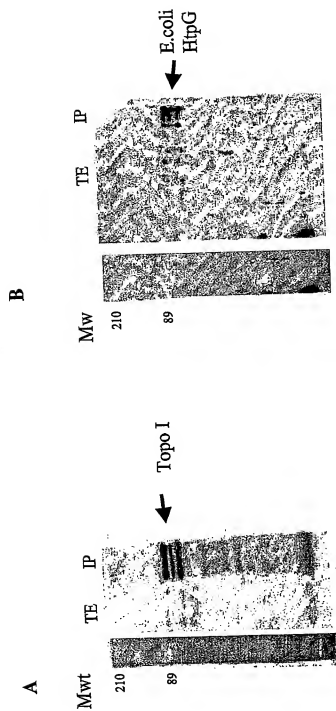 A
Mwt
TE
IP
210
89
Topo I
B
Mw
TE
IP
210
89
E.coli
HtpG